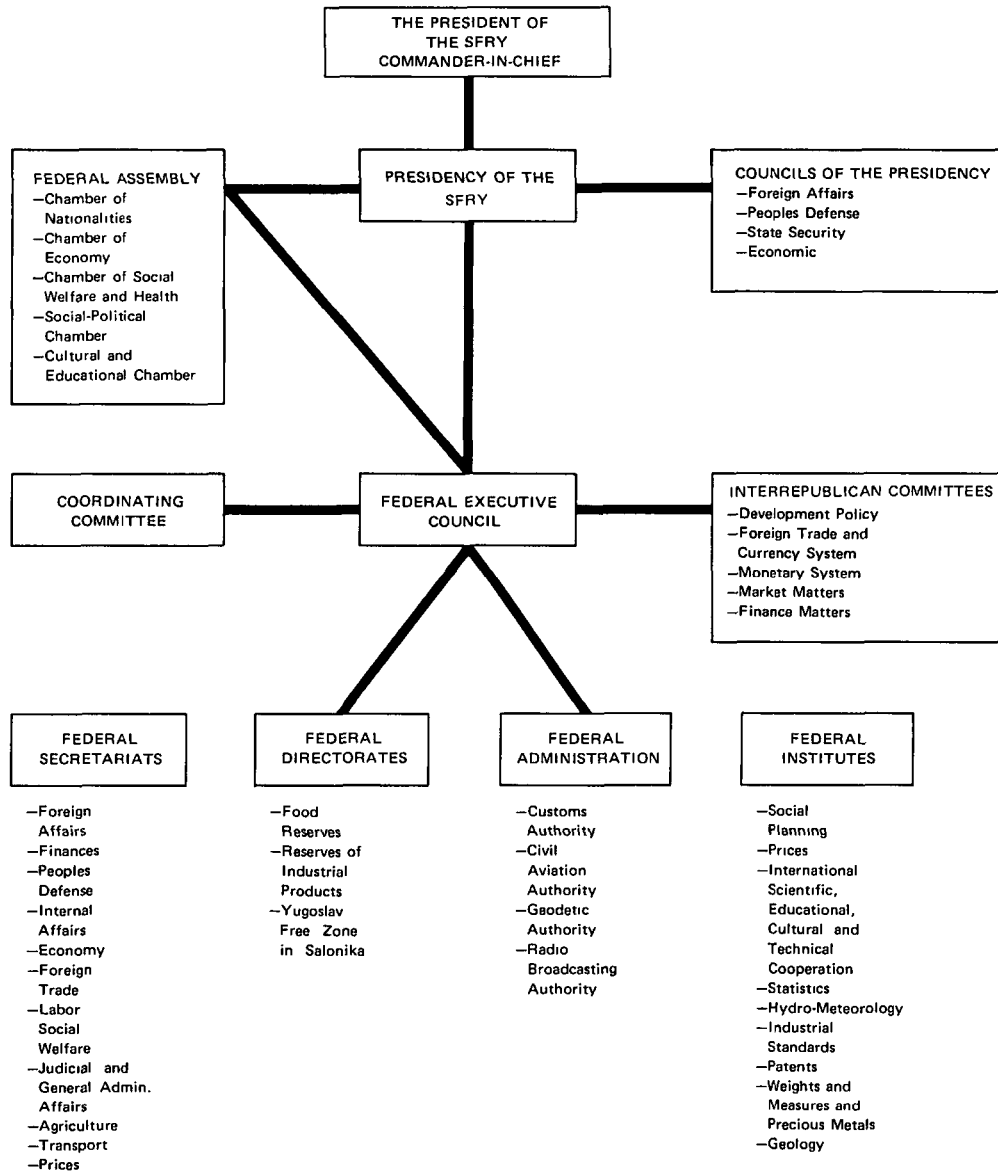 THE PRESIDENT OF
THE SFRY
COMMANDER-IN-CHIEF
FEDERAL ASSEMBLY
—Chamber of
Nationalities
—Chamber of
Economy
—Chamber of Social
Welfare and Health
—Social-Political
Chamber
—Cultural and
Educational Chamber
PRESIDENCY OF THE
SFRY
COUNCILS OF THE PRESIDENCY
—Foreign Affairs
—Peoples Defense
—State Security
—Economic
COORDINATING
COMMITTEE
FEDERAL EXECUTIVE
COUNCIL
INTERREPUBLICAN COMMITTEES
—Development Policy
—Foreign Trade and
Currency System
—Monetary System
—Market Matters
—Finance Matters
FEDERAL
SECRETARIATS
—Foreign
Affairs
—Finances
—Peoples
Defense
—Internal
Affairs
—Economy
—Foreign
Trade
—Labor
Social
Welfare
—Judicial and
General Admin.
Affairs
—Agriculture
—Transport
—Prices
FEDERAL
DIRECTORATES
—Food
Reserves
—Reserves of
Industrial
Products
—Yugoslav
Free Zone
in Salonika
FEDERAL
ADMINISTRATION
—Customs
Authority
—Civil
Aviation
Authority
—Geodetic
Authority
—Radio
Broadcasting
Authority
FEDERAL
INSTITUTES
—Social
Planning
—Prices
—International
Scientific,
Educational,
Cultural and
Technical
Cooperation
—Statistics
—Hydro-Meteorology
—Industrial
Standards
—Patents
—Weights and
Measures and
Precious Metals
—Geology